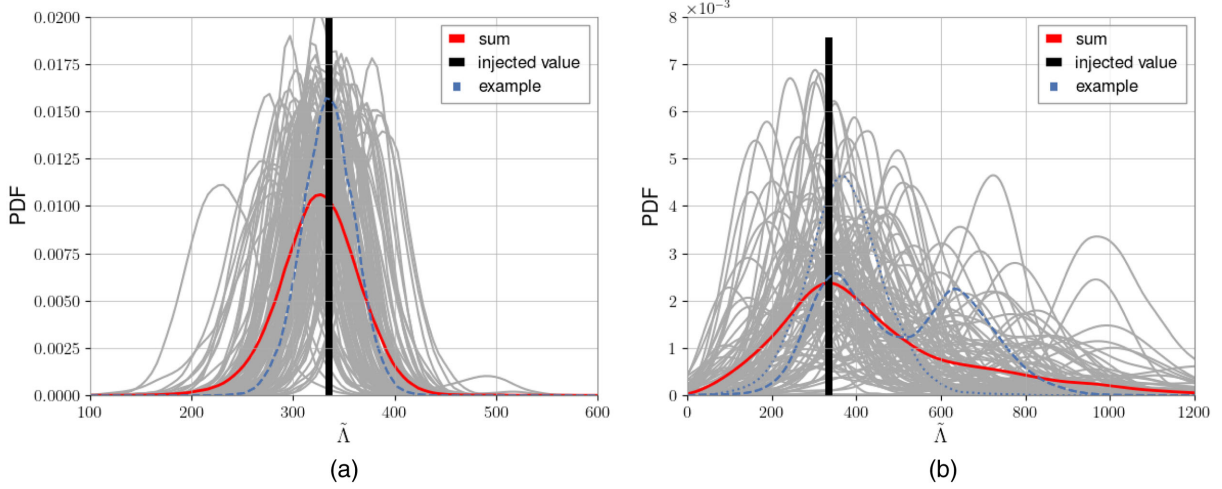 0.0200
0.0175
0.0150
0.0125
0.0100
0.0075
0.0050
0.0025
0.0000
PDF
100 200 300 400 500 600
Λ̃
sum
injected value
example
(a)
×10⁻³
8
7
6
5
4
3
2
1
0
PDF
0 200 400 600 800 1000 1200
Λ̃
sum
injected value
example
(b)